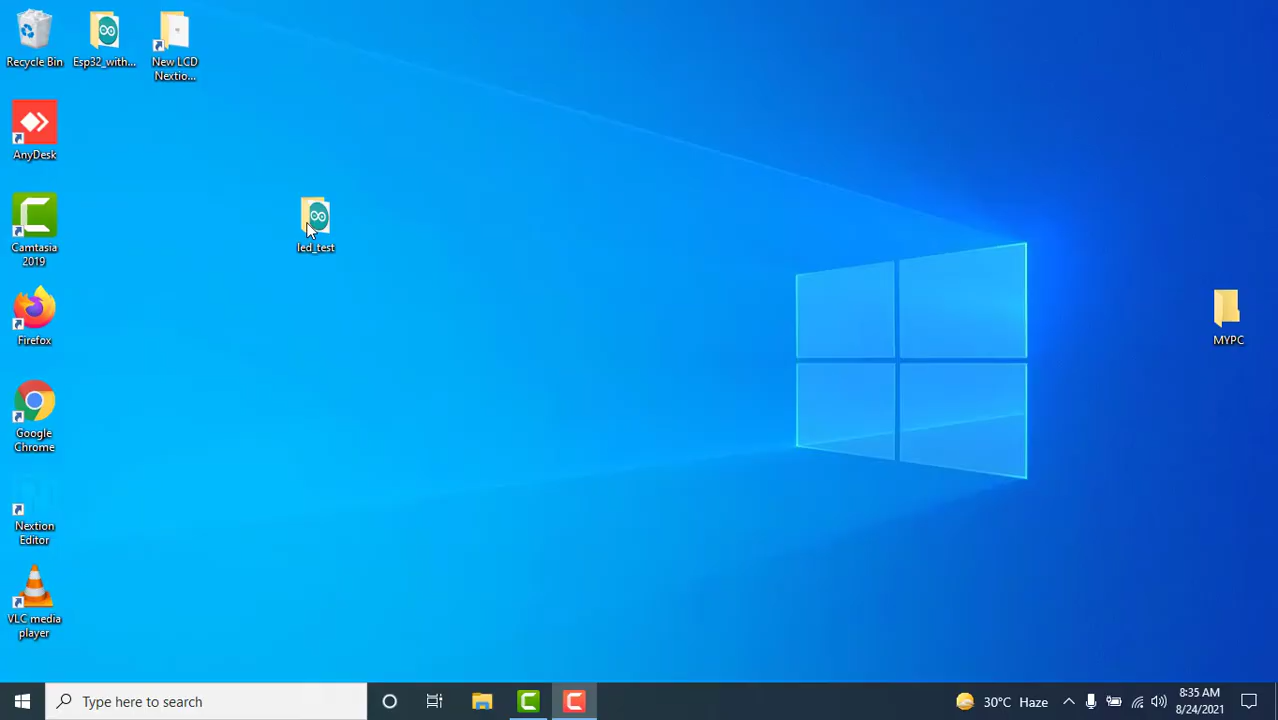 Recycle Bin
Esp32_with...
New LCD
Nextio...
AnyDesk
led_test
Camtasia
2019
Firefox
MYPC
Google
Chrome
Nextion
Editor
VLC media
player
Type here to search
30°C Haze
8:35 AM
8/24/2021